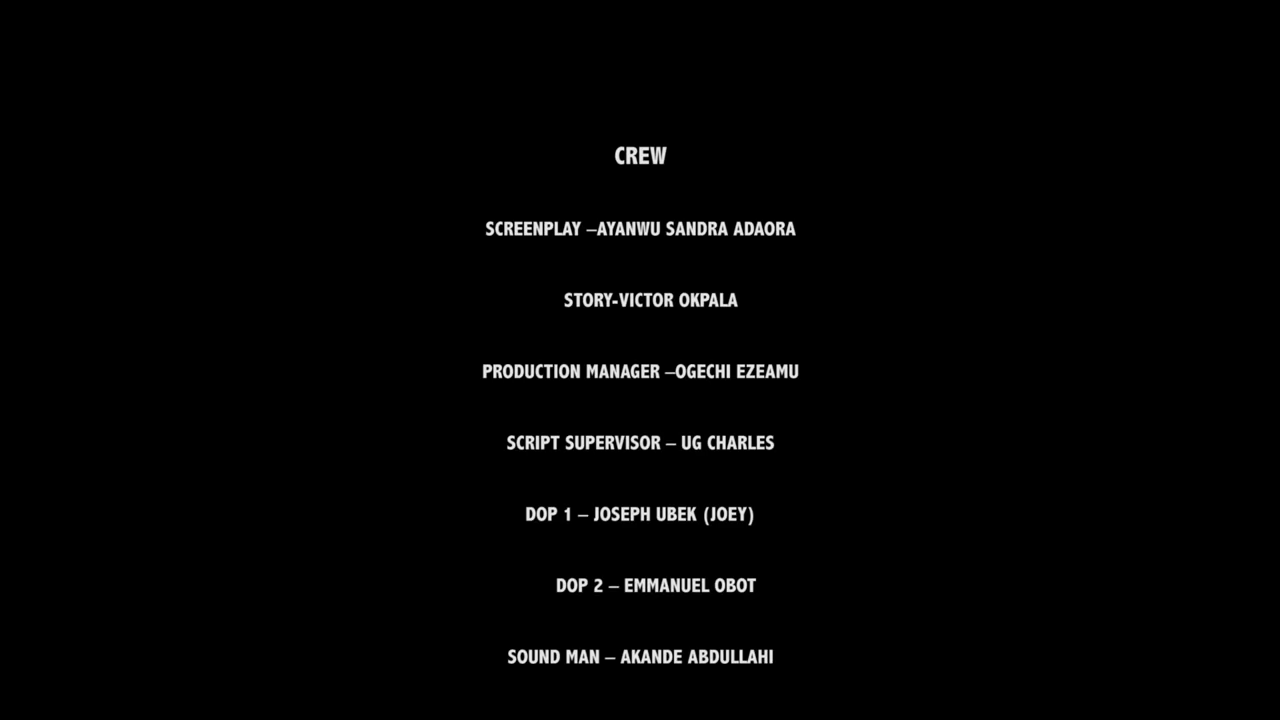 CREW
SCREENPLAY –AYANWU SANDRA ADAORA
STORY-VICTOR OKPALA
PRODUCTION MANAGER –OGECHI EZEAMU
SCRIPT SUPERVISOR – UG CHARLES
DOP 1 – JOSEPH UBEK (JOEY)
DOP 2 – EMMANUEL OBOT
SOUND MAN – AKANDE ABDULLAHI